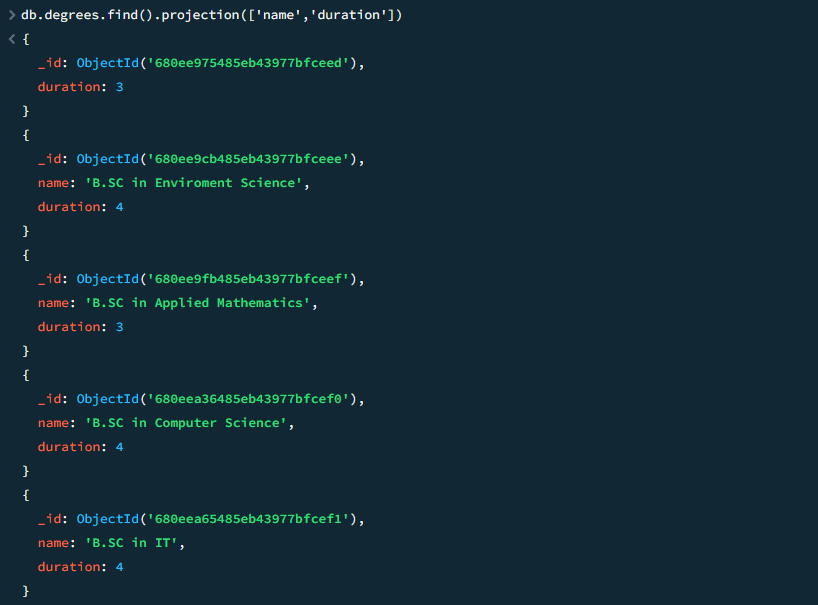 > db.degrees.find().projection(['name','duration'])
< {
_id: ObjectId('680ee975485eb43977bfceed'),
duration: 3
}
{
_id: ObjectId('680ee9cb485eb43977bfceee'),
name: 'B.SC in Enviroment Science',
duration: 4
}
{
_id: ObjectId('680ee9fb485eb43977bfceef'),
name: 'B.SC in Applied Mathematics',
duration: 3
}
{
_id: ObjectId('680eea36485eb43977bfcef0'),
name: 'B.SC in Computer Science',
duration: 4
}
{
_id: ObjectId('680eea65485eb43977bfcef1'),
name: 'B.SC in IT',
duration: 4
}